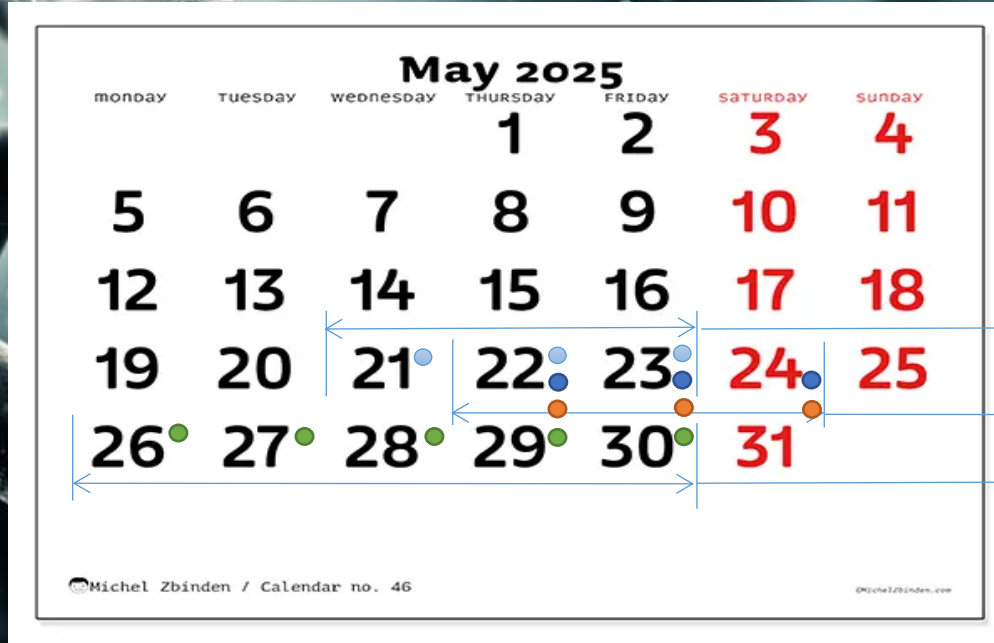 May 2025
MONDAY TUESDAY WEDNESDAY THURSDAY FRIDAY SATURDAY SUNDAY
1 2 3 4
5 6 7 8 9 10 11
12 13 14 15 16 17 18
19 20 21 22 23 24 25
26 27 28 29 30 31
Michel Zbinden / Calendar no. 46
©MichelZbinden.com